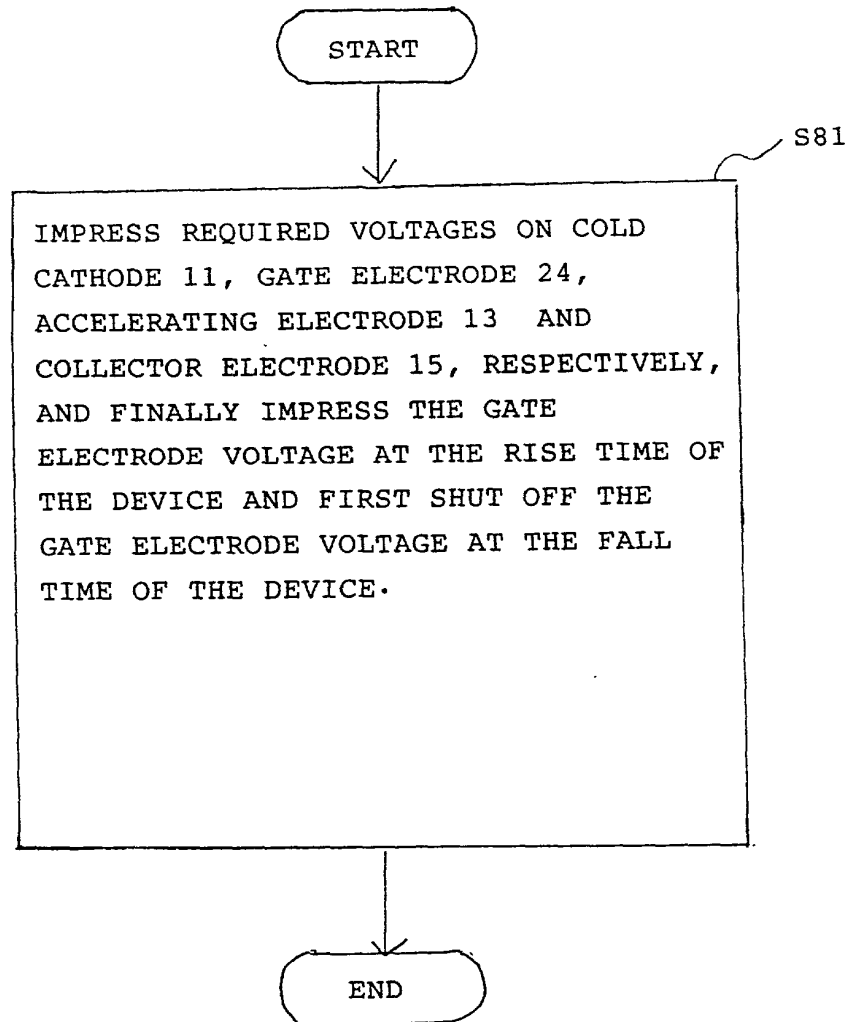 START
S81
IMPRESS REQUIRED VOLTAGES ON COLD
CATHODE 11, GATE ELECTRODE 24,
ACCELERATING ELECTRODE 13 AND
COLLECTOR ELECTRODE 15, RESPECTIVELY,
AND FINALLY IMPRESS THE GATE
ELECTRODE VOLTAGE AT THE RISE TIME OF
THE DEVICE AND FIRST SHUT OFF THE
GATE ELECTRODE VOLTAGE AT THE FALL
TIME OF THE DEVICE.
END